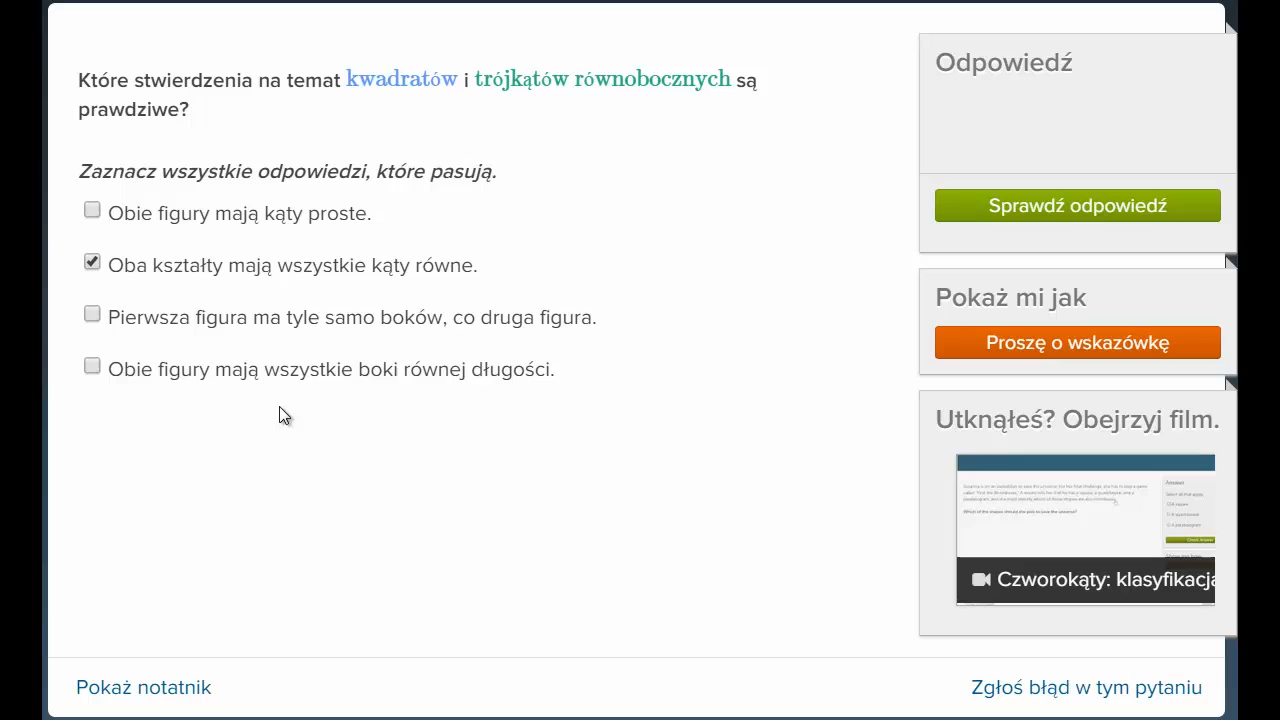 Które stwierdzenia na temat kwadratów i trójkątów równobocznych są
prawdziwe?
Zaznacz wszystkie odpowiedzi, które pasują.
Obie figury mają kąty proste.
Oba kształty mają wszystkie kąty równe.
Pierwsza figura ma tyle samo boków, co druga figura.
Obie figury mają wszystkie boki równej długości.
Odpowiedź
Sprawdź odpowiedź
Pokaż mi jak
Proszę o wskazówkę
Utknąłeś? Obejrzyj film.
Czworokąty: klasyfikacja
Pokaż notatnik
Zgłoś błąd w tym pytaniu